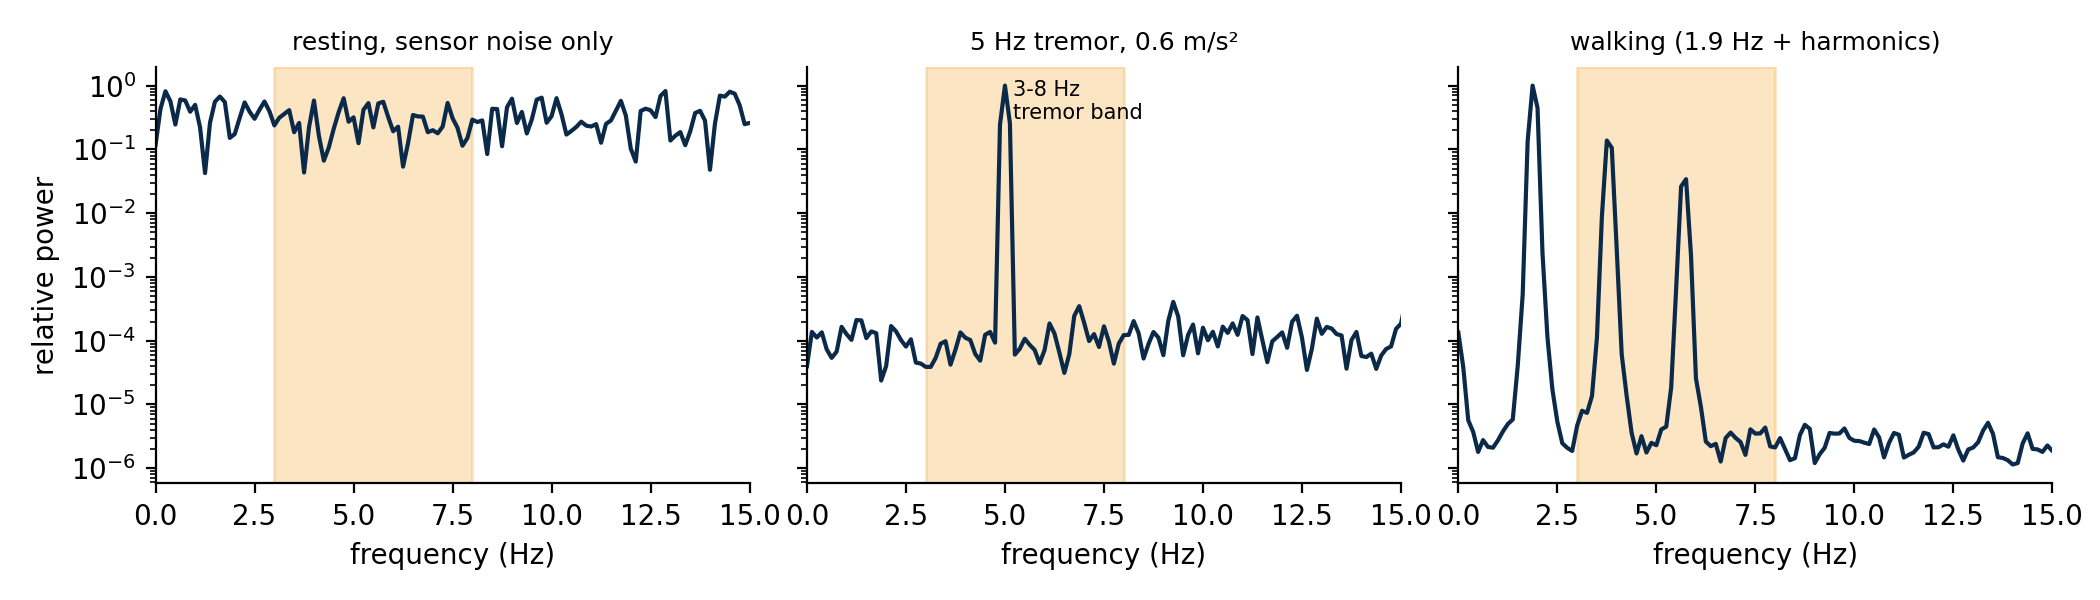 resting, sensor noise only
5 Hz tremor, 0.6 m/s²
walking (1.9 Hz + harmonics)
3-8 Hz
tremor band
relative power
10⁰
10⁻¹
10⁻²
10⁻³
10⁻⁴
10⁻⁵
10⁻⁶
0.0 2.5 5.0 7.5 10.0 12.5 15.0
0.0 2.5 5.0 7.5 10.0 12.5 15.0
0.0 2.5 5.0 7.5 10.0 12.5 15.0
frequency (Hz)
frequency (Hz)
frequency (Hz)